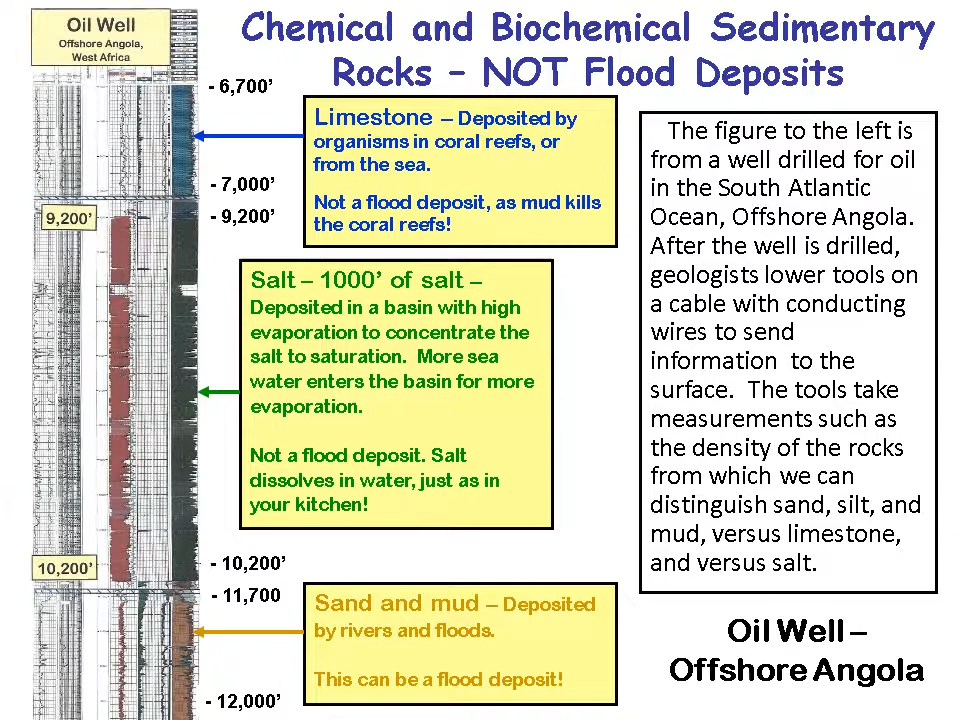 Oil Well
Offshore Angola,
West Africa
Chemical and Biochemical Sedimentary
Rocks – NOT Flood Deposits
- 6,700'
- 7,000'
9,200'
- 9,200'
Limestone – Deposited by
organisms in coral reefs, or
from the sea.
Not a flood deposit, as mud kills
the coral reefs!
Salt – 1000' of salt –
Deposited in a basin with high
evaporation to concentrate the
salt to saturation.  More sea
water enters the basin for more
evaporation.
Not a flood deposit. Salt
dissolves in water, just as in
your kitchen!
10,200'
- 10,200'
- 11,700
Sand and mud – Deposited
by rivers and floods.
This can be a flood deposit!
- 12,000'
The figure to the left is
from a well drilled for oil
in the South Atlantic
Ocean, Offshore Angola.
After the well is drilled,
geologists lower tools on
a cable with conducting
wires to send
information  to the
surface.  The tools take
measurements such as
the density of the rocks
from which we can
distinguish sand, silt, and
mud, versus limestone,
and versus salt.
Oil Well –
Offshore Angola